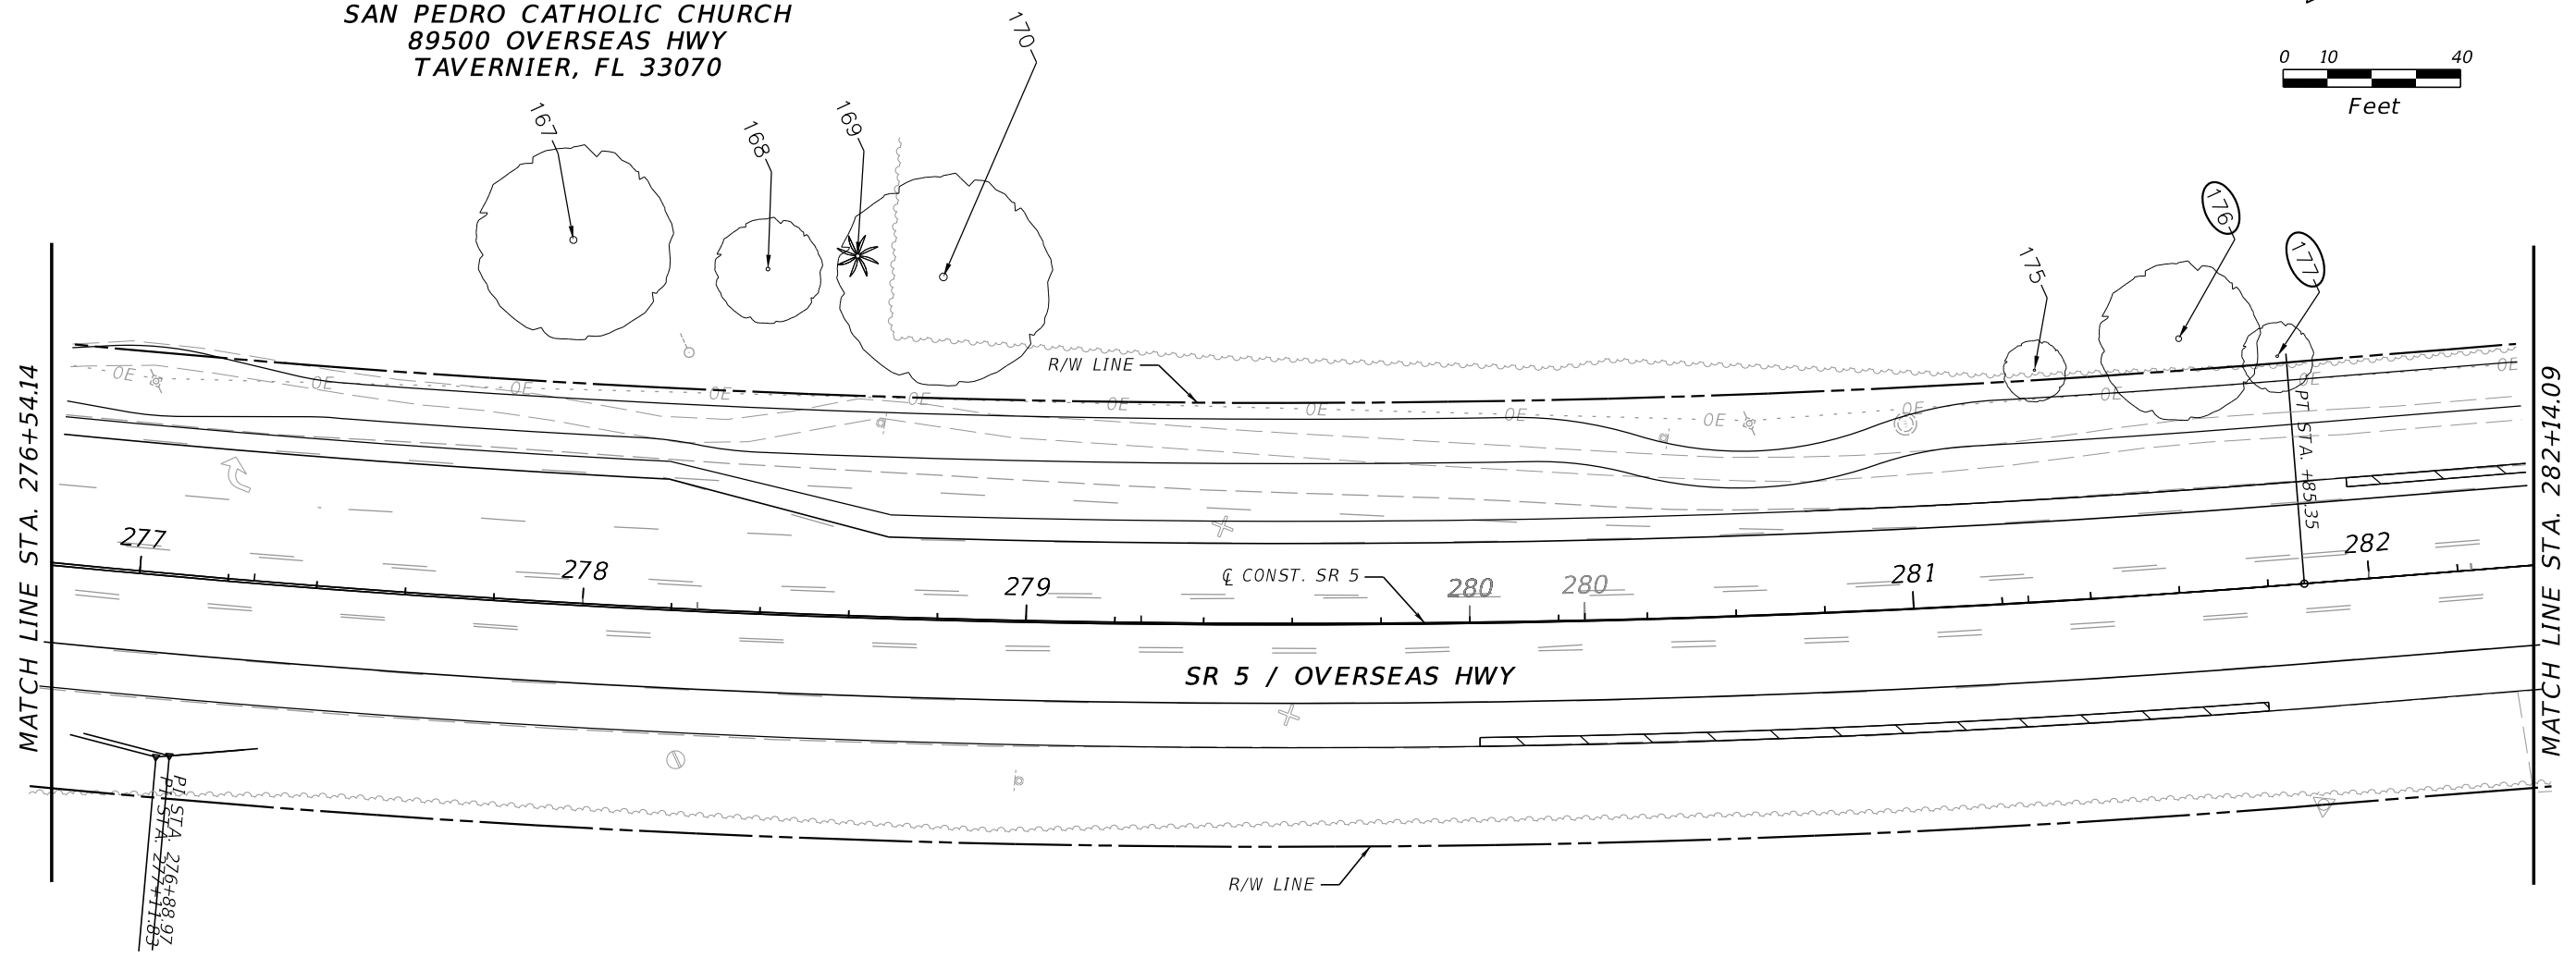 SAN PEDRO CATHOLIC CHURCH
89500 OVERSEAS HWY
TAVERNIER, FL 33070
170
0 10 40
Feet
167
168
169
176
177
175
R/W LINE
OE OE OE OE OE OE OE OE OE OE OE OE OE
MATCH LINE STA. 276+54.14
MATCH LINE STA. 282+14.09
PT STA. +85.35
277
278
279
℄ CONST. SR 5
280
280
281
282
SR 5 / OVERSEAS HWY
PI STA. 276+88.97
PI STA. 277+11.83
R/W LINE